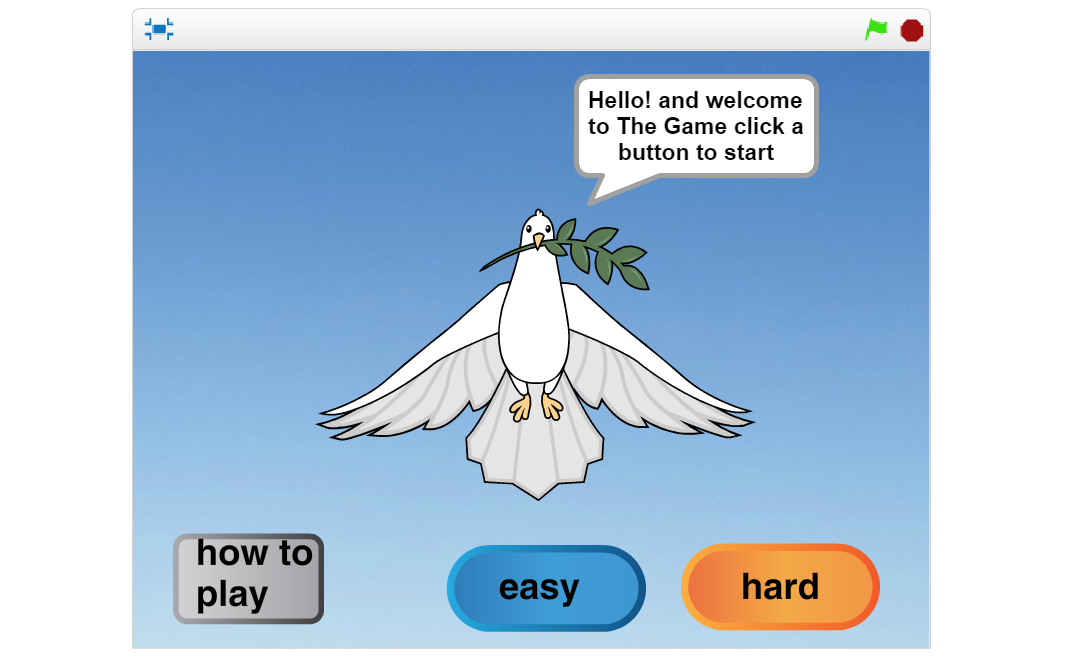 Hello! and welcome
to The Game click a
button to start
how to
play
easy
hard